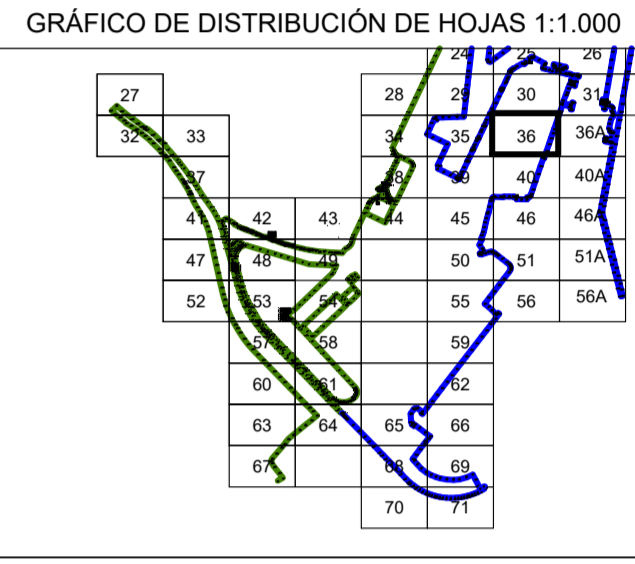 GRÁFICO DE DISTRIBUCIÓN DE HOJAS 1:1.000
24 25 26
27 28 29 30 31
32 33 34 35 36 36A
37 38 39 40 40A
41 42 43 44 45 46 46A
47 48 49 50 51 51A
52 53 54 55 56 56A
57 58 59
60 61 62
63 64 65 66
67 68 69
70 71